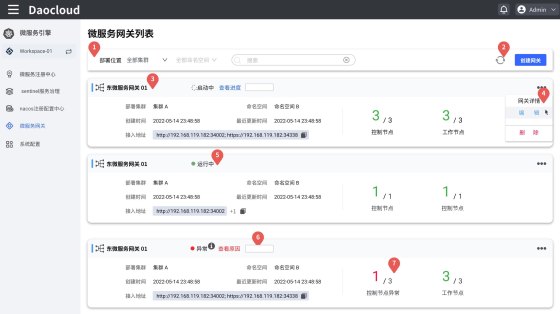 Daocloud
Admin
微服务引擎
Workspace-01
微服务注册中心
sentinel服务治理
nacos注册配置中心
微服务网关
系统配置
微服务网关列表
1
部署位置 全部集群 全部命名空间 搜索
2
创建网关
东微服务网关 01
3
启动中 查看进度
4
网关详情
编 辑
删 除
部署集群 集群 A 命名空间 命名空间 A
创建时间 2022-05-14 23:48:58 最近更新时间 2022-05-14 23:48:58
接入地址 http://192.168.119.182:34002; https://192.168.119.182:34338
3 / 3
控制节点
3 / 3
工作节点
东微服务网关 01
运行中
5
部署集群 集群 A 命名空间 命名空间 A
创建时间 2022-05-14 23:48:58 最近更新时间 2022-05-14 23:48:58
接入地址 http://192.168.119.182:34002 +1
1 / 1
控制节点
1 / 1
工作节点
东微服务网关 01
异常 查看原因
6
部署集群 集群 B 命名空间 命名空间 B
创建时间 2022-05-14 23:48:58 最近更新时间 2022-05-14 23:48:58
接入地址 http://192.168.119.182:34002; https://192.168.119.182:34338
1 / 3
?
控制节点异常
3 / 3
工作节点